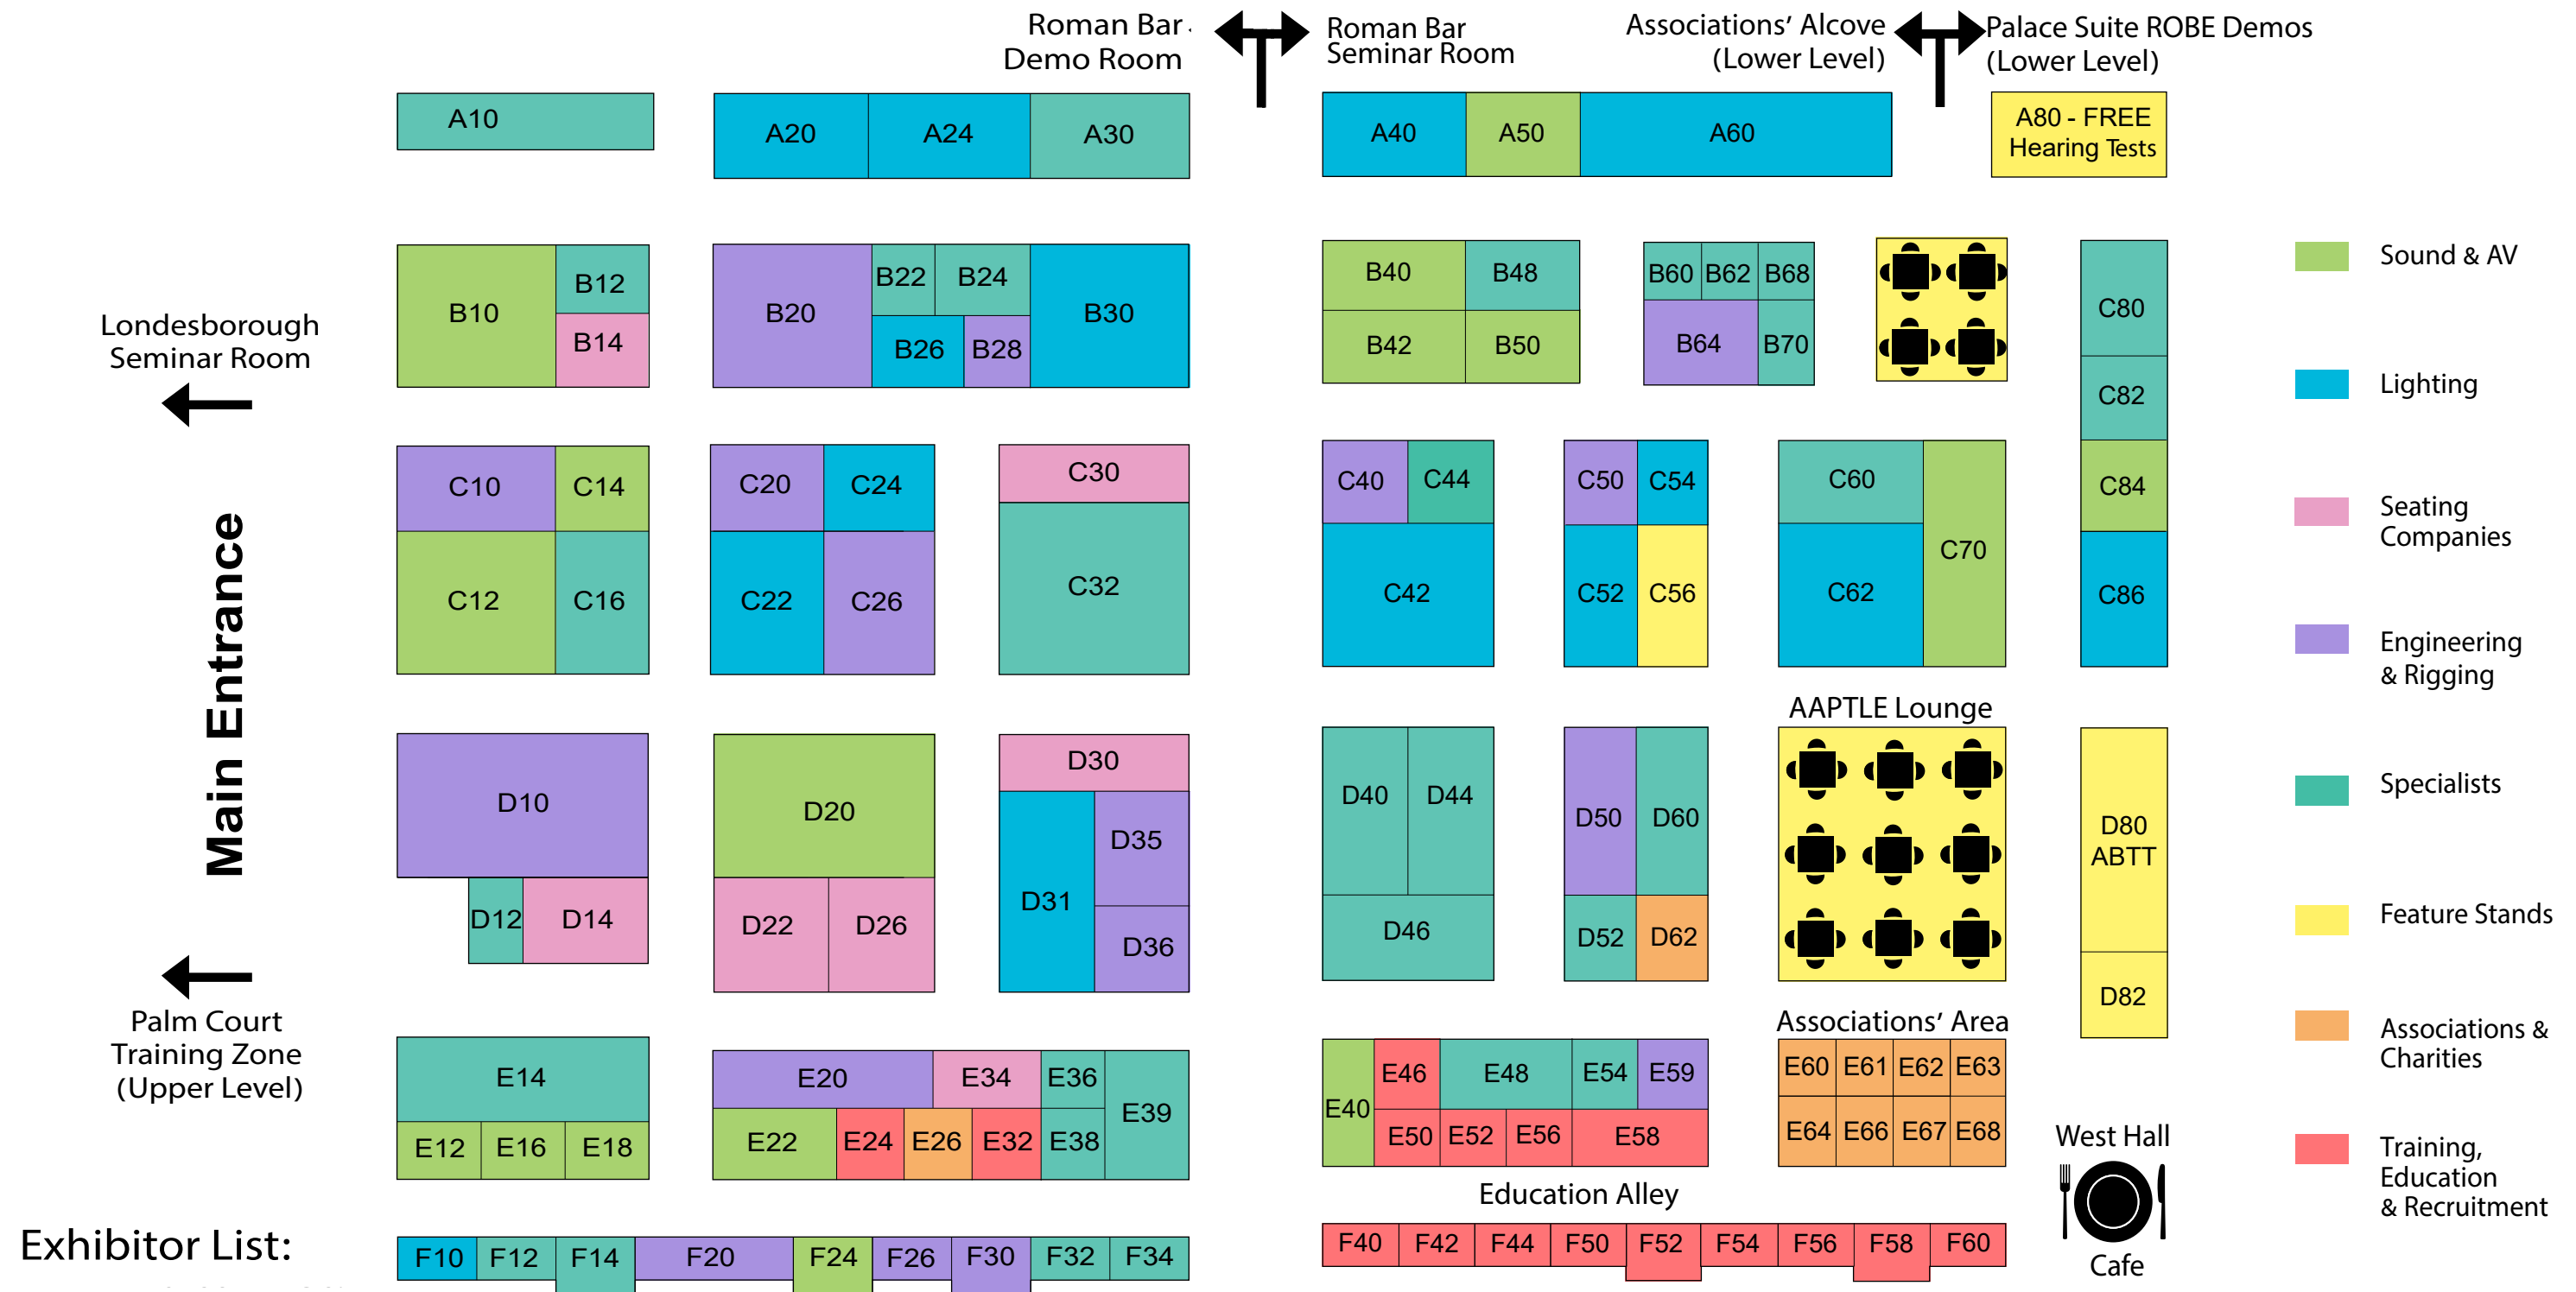 Roman Bar
Demo Room
Roman Bar
Seminar Room
Associations' Alcove
(Lower Level)
Palace Suite ROBE Demos
(Lower Level)
A10
A20 A24 A30
A40 A50 A60
A80 - FREE
Hearing Tests
B10 B12
B14
B20 B22 B24
B26 B28 B30
B40 B48
B42 B50
B60 B62 B68
B64 B70
C80
C82
C84
C86
Londesborough
Seminar Room
Main Entrance
C10 C14
C12 C16
C20 C24
C22 C26
C30
C32
C40 C44
C42
C50 C54
C52 C56
C60
C62 C70
D10
D12 D14
D20
D22 D26
D30
D31 D35
D36
D40 D44
D46
D50 D60
D52 D62
AAPTLE Lounge
D80
ABTT
D82
Palm Court
Training Zone
(Upper Level)
E14
E12 E16 E18
E20 E34 E36
E22 E24 E26 E32 E38 E39
E40 E46 E48 E54 E59
E50 E52 E56 E58
Associations' Area
E60 E61 E62 E63
E64 E66 E67 E68
West Hall
Cafe
Education Alley
Exhibitor List:
F10 F12 F14 F20 F24 F26 F30 F32 F34
F40 F42 F44 F50 F52 F54 F56 F58 F60
Sound & AV
Lighting
Seating
Companies
Engineering
& Rigging
Specialists
Feature Stands
Associations &
Charities
Training,
Education
& Recruitment